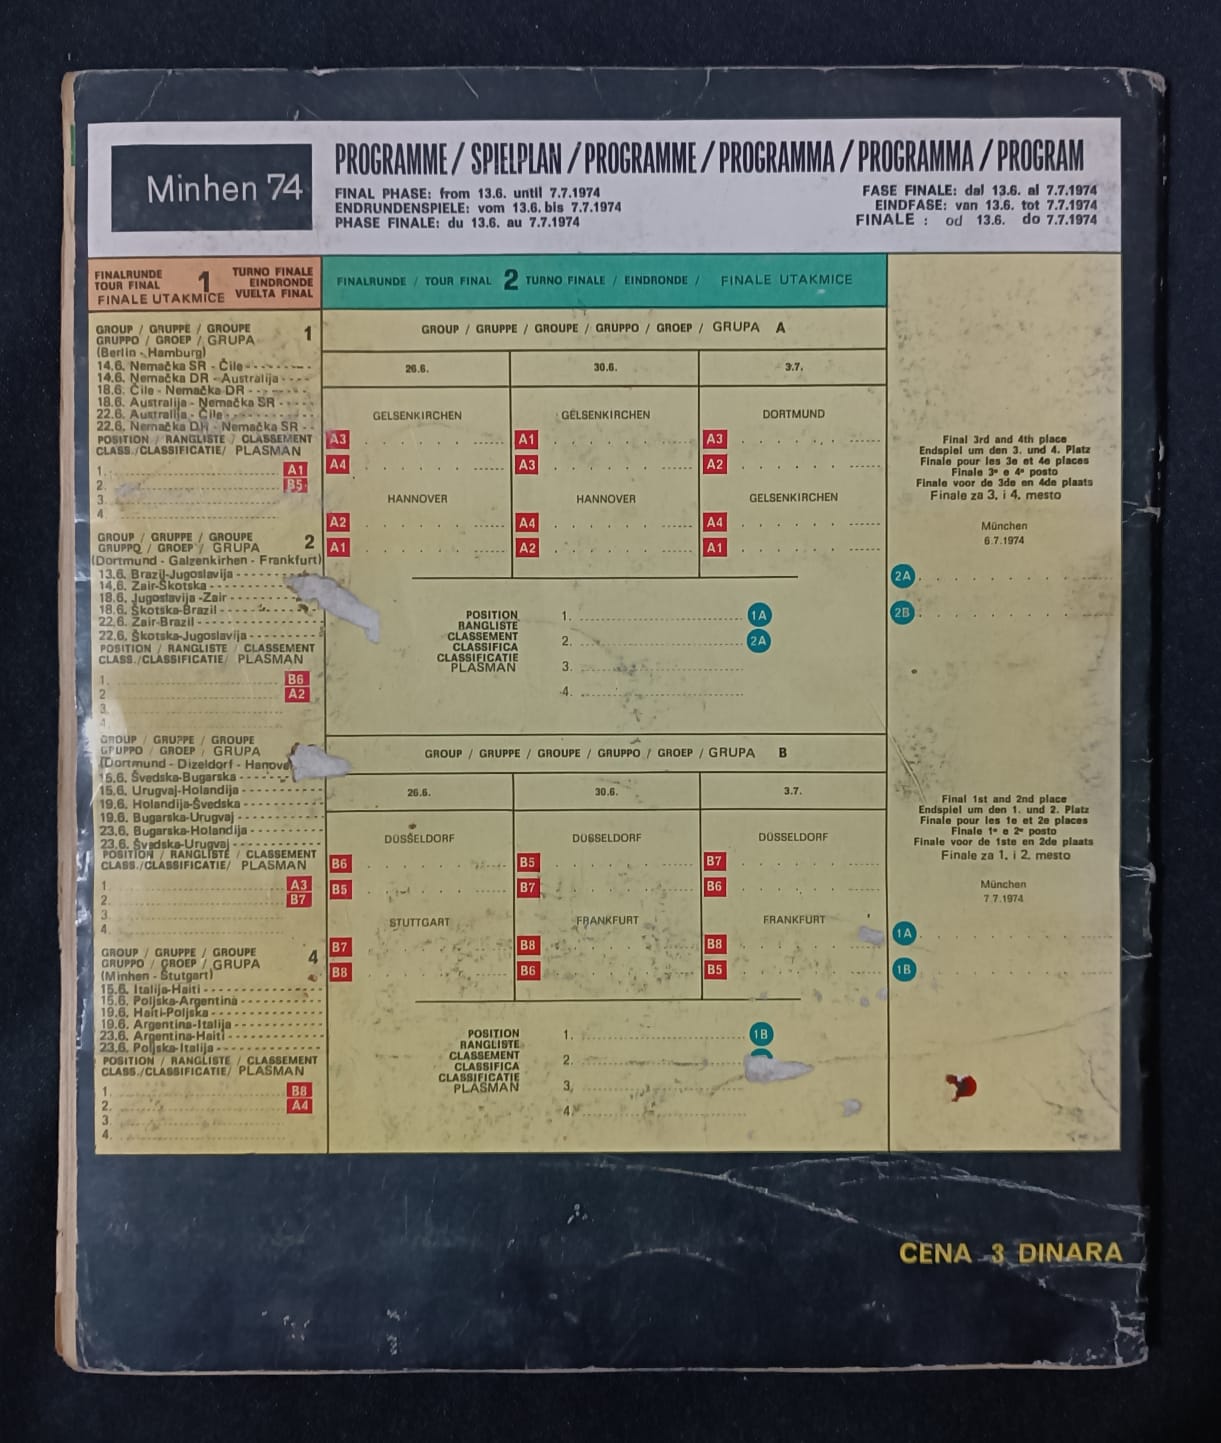 Minhen 74
PROGRAMME / SPIELPLAN / PROGRAMME / PROGRAMMA / PROGRAMMA / PROGRAM
FINAL PHASE: from 13.6. until 7.7.1974
ENDRUNDENSPIELE: vom 13.6. bis 7.7.1974
PHASE FINALE: du 13.6. au 7.7.1974
FASE FINALE: dal 13.6. al 7.7.1974
EINDFASE: van 13.6. tot 7.7.1974
FINALE : od 13.6. do 7.7.1974
FINALRUNDE
TOUR FINAL
FINALE UTAKMICE
1
TURNO FINALE
EINDRONDE
VUELTA FINAL
GROUP / GRUPPE / GROUPE
GRUPPO / GROEP / GRUPA
1
(Berlin - Hamburg)
14.6. Nemačka SR - Čile
14.6. Nemačka DR - Australija
18.6. Čile - Nemačka DR
18.6. Australija - Nemačka SR
22.6. Australija - Čile
22.6. Nemačka DR - Nemačka SR
POSITION / RANGLISTE / CLASSEMENT
CLASS./CLASSIFICATIE/ PLASMAN
1. A1
2. B5
3.
4.
GROUP / GRUPPE / GROUPE
GRUPPO / GROEP / GRUPA
2
(Dortmund - Galzenkirhen - Frankfurt)
13.6. Brazil-Jugoslavija
14.6. Zair-Škotska
18.6. Jugoslavija -Zair
18.6. Škotska-Brazil
22.6. Zair-Brazil
22.6. Škotska-Jugoslavija
POSITION / RANGLISTE / CLASSEMENT
CLASS./CLASSIFICATIE/ PLASMAN
1. B6
2 A2
3.
4.
GROUP / GRUPPE / GROUPE
GRUPPO / GROEP / GRUPA
(Dortmund - Dizeldorf - Hanover
15.6. Švedska-Bugarska
15.6. Urugvaj-Holandija
19.6. Holandija-Švedska
19.6. Bugarska-Urugvaj
23.6. Bugarska-Holandija
23.6. Švedska-Urugvaj
POSITION / RANGLISTE / CLASSEMENT
CLASS./CLASSIFICATIE/ PLASMAN
1. A3
2. B7
3.
4.
GROUP / GRUPPE / GROUPE
GRUPPO / GROEP / GRUPA
4
(Minhen - Stutgart)
15.6. Italija-Haiti
15.6. Poljska-Argentina
19.6. Haiti-Poljska
19.6. Argentina-Italija
23.6. Argentina-Haiti
23.6. Poljska-Italija
POSITION / RANGLISTE / CLASSEMENT
CLASS./CLASSIFICATIE/ PLASMAN
1. B8
2. A4
3.
4.
FINALRUNDE / TOUR FINAL 2 TURNO FINALE / EINDRONDE / FINALE UTAKMICE
GROUP / GRUPPE / GROUPE / GRUPPO / GROEP / GRUPA A
26.6. 30.6. 3.7.
GELSENKIRCHEN GELSENKIRCHEN DORTMUND
A3 A1 A3
A4 A3 A2
HANNOVER HANNOVER GELSENKIRCHEN
A2 A4 A4
A1 A2 A1
POSITION
RANGLISTE
CLASSEMENT
CLASSIFICA
CLASSIFICATIE
PLASMAN
1. 1A
2. 2A
3.
4.
GROUP / GRUPPE / GROUPE / GRUPPO / GROEP / GRUPA B
26.6. 30.6. 3.7.
DÜSSELDORF DÜSSELDORF DÜSSELDORF
B6 B5 B7
B5 B7 B6
STUTTGART FRANKFURT FRANKFURT
B7 B8 B8
B8 B6 B5
POSITION
RANGLISTE
CLASSEMENT
CLASSIFICA
CLASSIFICATIE
PLASMAN
1. 1B
2.
3.
4.
Final 3rd and 4th place
Endspiel um den 3. und 4. Platz
Finale pour les 3e et 4e places
Finale 3º e 4º posto
Finale voor de 3de en 4de plaats
Finale za 3. i 4. mesto
München
6.7.1974
2A
2B
Final 1st and 2nd place
Endspiel um den 1. und 2. Platz
Finale pour les 1e et 2e places
Finale 1º e 2º posto
Finale voor de 1ste en 2de plaats
Finale za 1. i 2. mesto
München
7.7.1974
1A
1B
CENA 3 DINARA